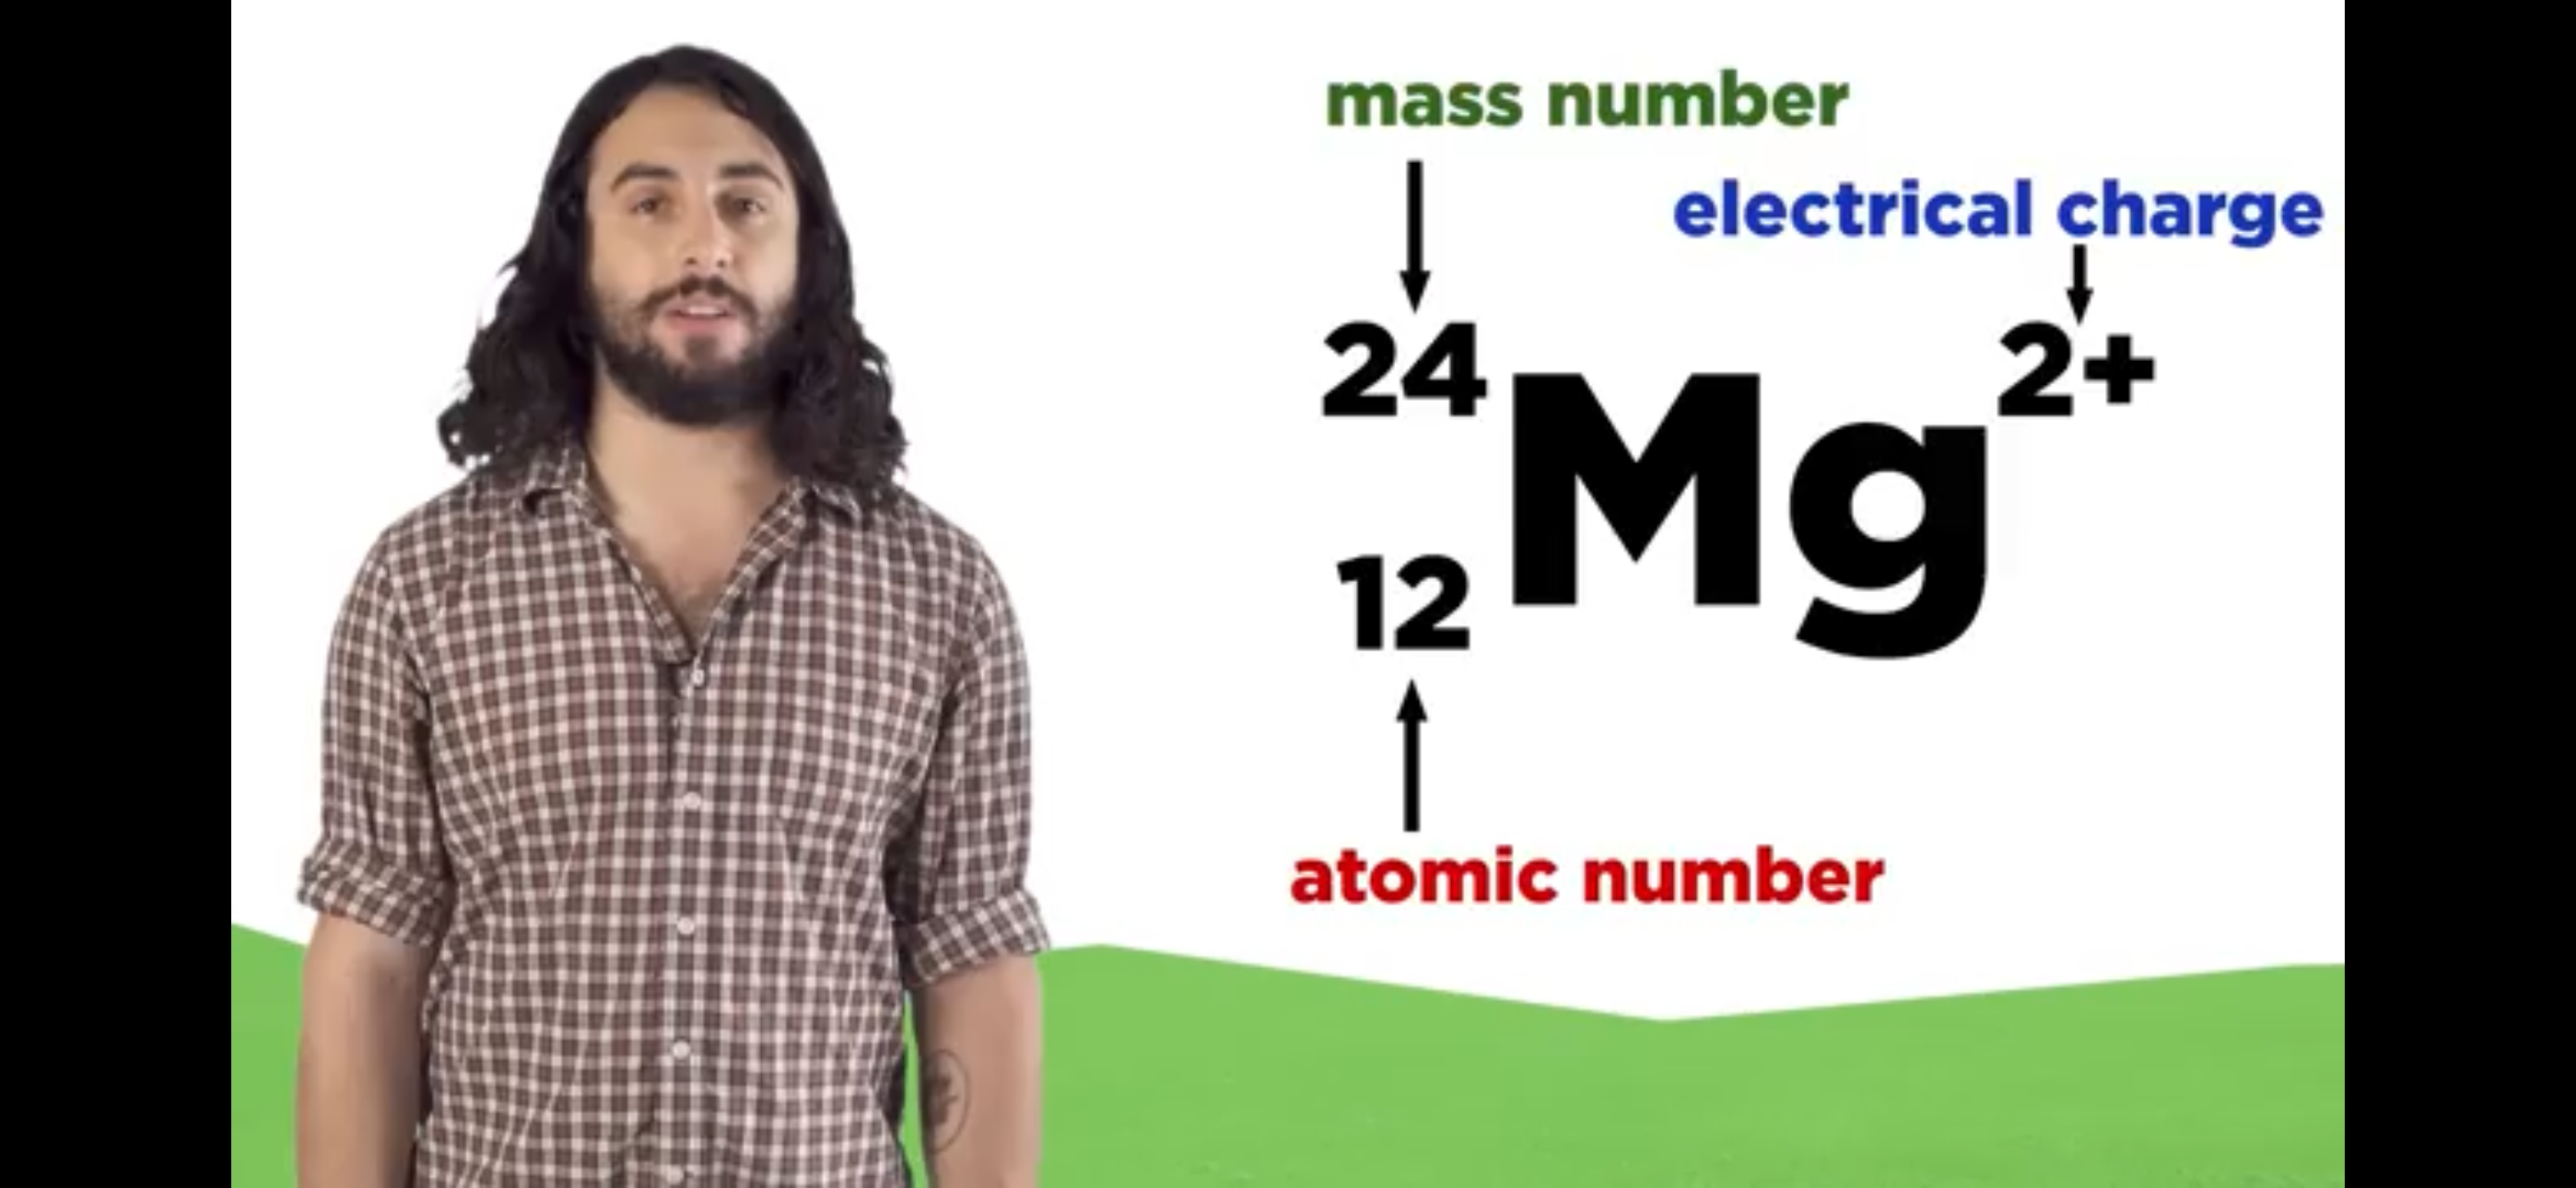 mass number
electrical charge
24 2+
Mg
12
atomic number